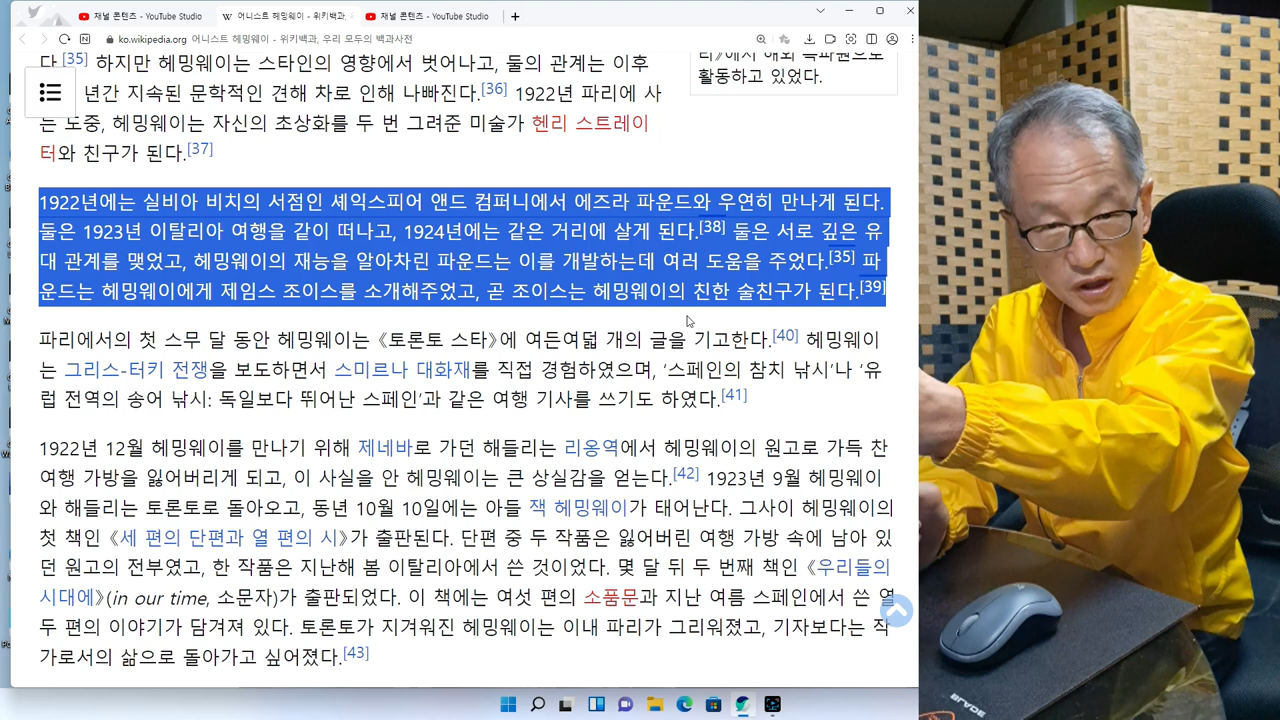 재널 콘텐츠 - YouTube Studio
어니스트 헤밍웨이 - 위키백과,
재널 콘텐츠 - YouTube Studio
ko.wikipedia.org 어니스트 헤밍웨이 - 위키백과, 우리 모두의 백과사전
활동하고 있었다.
다.[35] 하지만 헤밍웨이는 스타인의 영향에서 벗어나고, 둘의 관계는 이후
년간 지속된 문학적인 견해 차로 인해 나빠진다.[36] 1922년 파리에 사
는 도중, 헤밍웨이는 자신의 초상화를 두 번 그려준 미술가 헨리 스트레이
터와 친구가 된다.[37]
1922년에는 실비아 비치의 서점인 셰익스피어 앤드 컴퍼니에서 에즈라 파운드와 우연히 만나게 된다.
둘은 1923년 이탈리아 여행을 같이 떠나고, 1924년에는 같은 거리에 살게 된다.[38] 둘은 서로 깊은 유
대 관계를 맺었고, 헤밍웨이의 재능을 알아차린 파운드는 이를 개발하는데 여러 도움을 주었다.[35] 파
운드는 헤밍웨이에게 제임스 조이스를 소개해주었고, 곧 조이스는 헤밍웨이의 친한 술친구가 된다.[39]
파리에서의 첫 스무 달 동안 헤밍웨이는 《토론토 스타》에 여든여덟 개의 글을 기고한다.[40] 헤밍웨이
는 그리스-터키 전쟁을 보도하면서 스미르나 대화재를 직접 경험하였으며, ‘스페인의 참치 낚시’나 ‘유
럽 전역의 송어 낚시: 독일보다 뛰어난 스페인’과 같은 여행 기사를 쓰기도 하였다.[41]
1922년 12월 헤밍웨이를 만나기 위해 제네바로 가던 해들리는 리옹역에서 헤밍웨이의 원고로 가득 찬
여행 가방을 잃어버리게 되고, 이 사실을 안 헤밍웨이는 큰 상실감을 얻는다.[42] 1923년 9월 헤밍웨이
와 해들리는 토론토로 돌아오고, 동년 10월 10일에는 아들 잭 헤밍웨이가 태어난다. 그사이 헤밍웨이의
첫 책인 《세 편의 단편과 열 편의 시》가 출판된다. 단편 중 두 작품은 잃어버린 여행 가방 속에 남아 있
던 원고의 전부였고, 한 작품은 지난해 봄 이탈리아에서 쓴 것이었다. 몇 달 뒤 두 번째 책인 《우리들의
시대에》(in our time, 소문자)가 출판되었다. 이 책에는 여섯 편의 소품문과 지난 여름 스페인에서 쓴 열
두 편의 이야기가 담겨져 있다. 토론토가 지겨워진 헤밍웨이는 이내 파리가 그리워졌고, 기자보다는 작
가로서의 삶으로 돌아가고 싶어졌다.[43]
BLADE